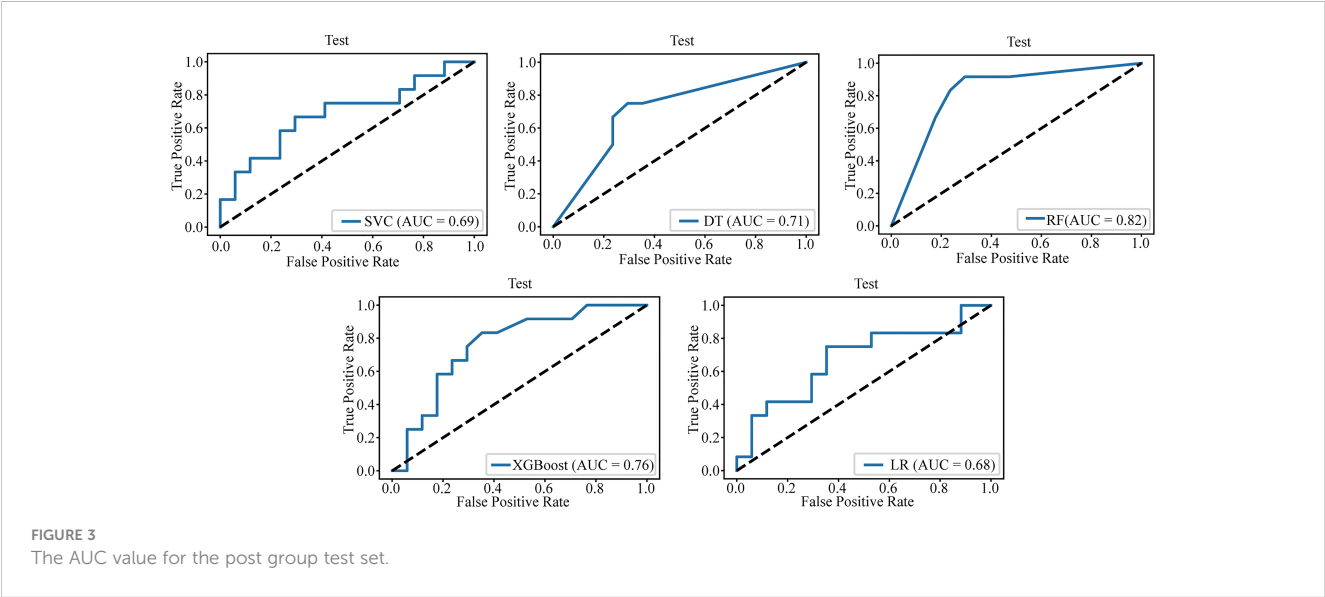 Test
True Positive Rate
1.0
0.8
0.6
0.4
0.2
0.0
SVC (AUC = 0.69)
0.0 0.2 0.4 0.6 0.8 1.0
False Positive Rate
Test
True Positive Rate
1.0
0.8
0.6
0.4
0.2
0.0
DT (AUC = 0.71)
0.0 0.2 0.4 0.6 0.8 1.0
False Positive Rate
Test
True Positive Rate
1.0
0.8
0.6
0.4
0.2
0.0
RF(AUC = 0.82)
0.0 0.2 0.4 0.6 0.8 1.0
False Positive Rate
Test
True Positive Rate
1.0
0.8
0.6
0.4
0.2
0.0
XGBoost (AUC = 0.76)
0.0 0.2 0.4 0.6 0.8 1.0
False Positive Rate
Test
True Positive Rate
1.0
0.8
0.6
0.4
0.2
0.0
LR (AUC = 0.68)
0.0 0.2 0.4 0.6 0.8 1.0
False Positive Rate
FIGURE 3
The AUC value for the post group test set.